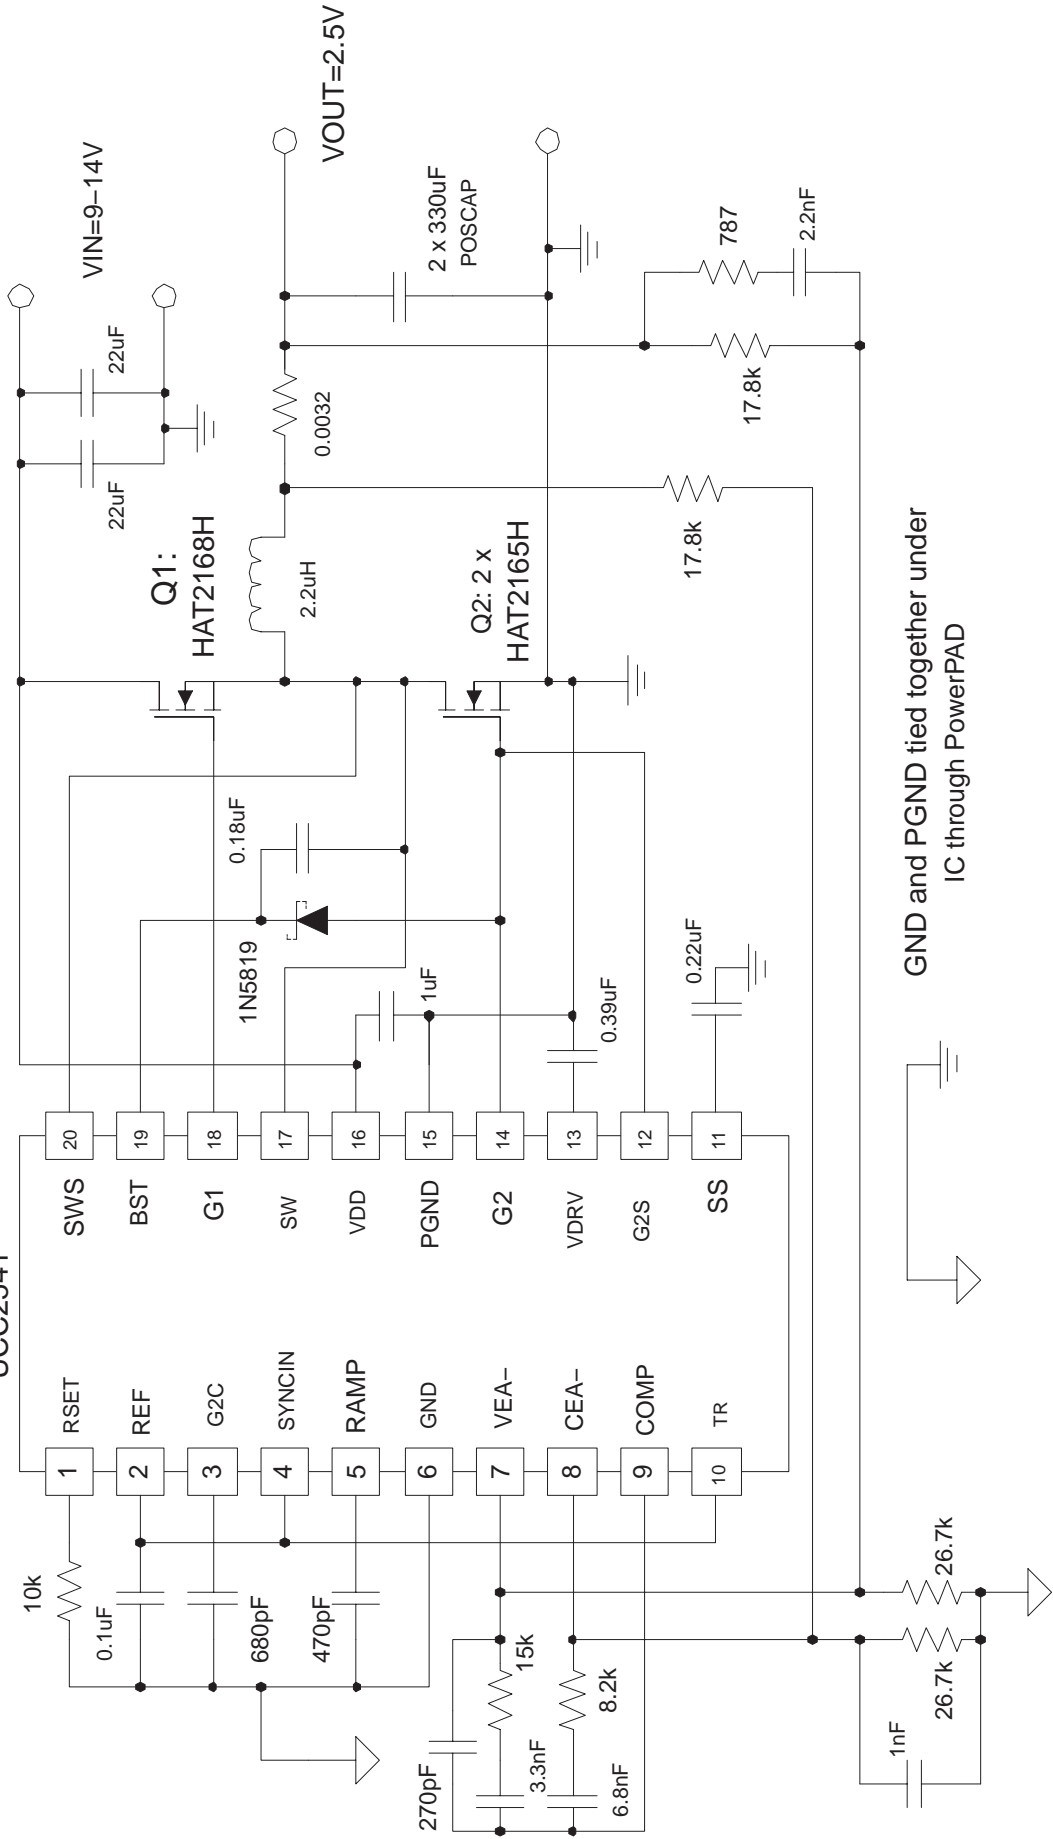 UCC2541
1 RSET
2 REF
3 G2C
4 SYNCIN
5 RAMP
6 GND
7 VEA−
8 CEA−
9 COMP
10 TR
20 SWS
19 BST
18 G1
17 SW
16 VDD
15 PGND
14 G2
13 VDRV
12 G2S
11 SS
10k
0.1uF
680pF
470pF
270pF
15k
3.3nF
8.2k
6.8nF
1nF
26.7k
26.7k
1N5819
0.18uF
1uF
0.39uF
0.22uF
Q1:
HAT2168H
Q2: 2 x
HAT2165H
2.2uH
22uF
22uF
VIN=9−14V
0.0032
VOUT=2.5V
2 x 330uF
POSCAP
17.8k
17.8k
787
2.2nF
GND and PGND tied together under
IC through PowerPAD